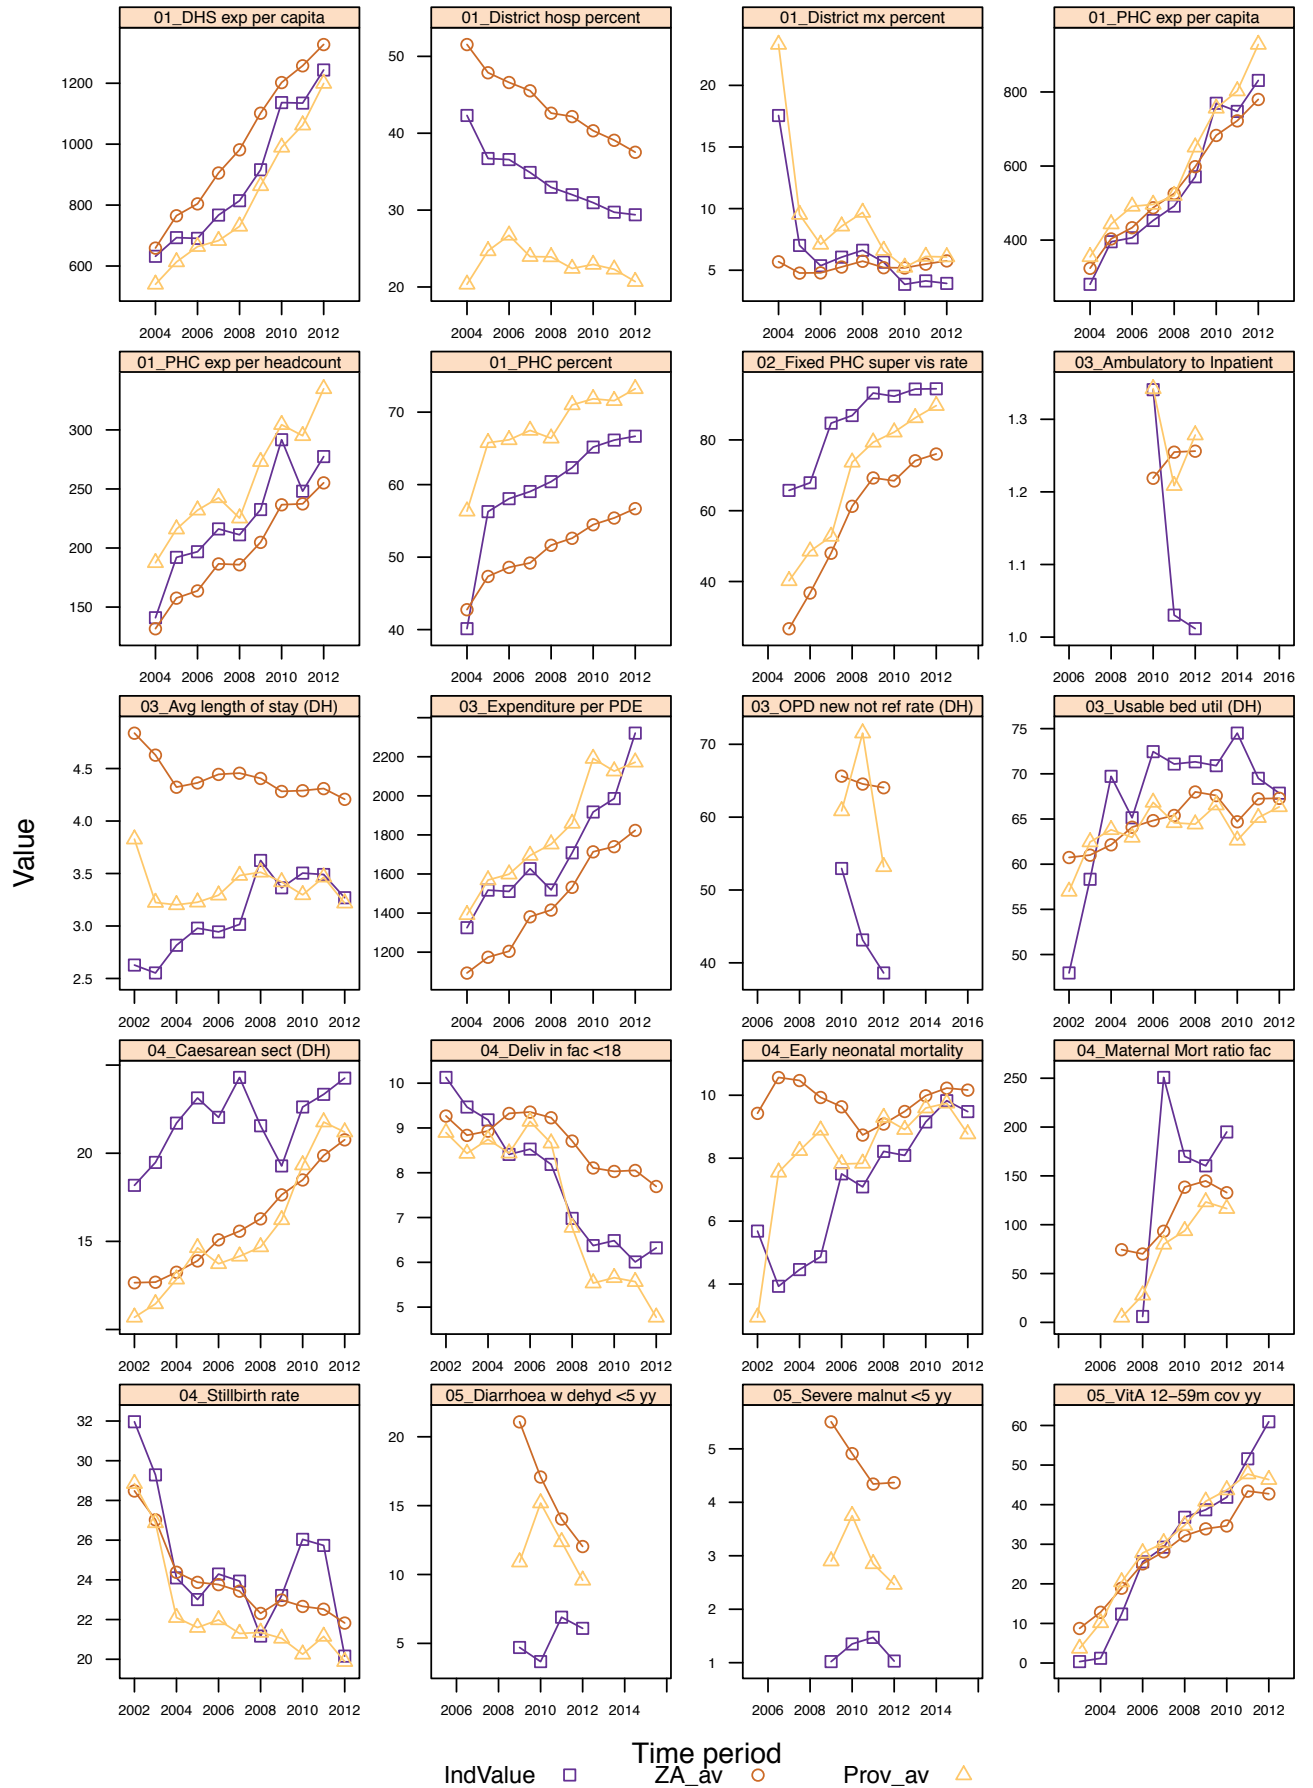 01_DHS exp per capita 01_District hosp percent 01_District mx percent 01_PHC exp per capita
1200 50 20 800
1000 40 15 600
800 30 10 400
600 20 5
2004 2006 2008 2010 2012 2004 2006 2008 2010 2012 2004 2006 2008 2010 2012 2004 2006 2008 2010 2012
01_PHC exp per headcount 01_PHC percent 02_Fixed PHC super vis rate 03_Ambulatory to Inpatient
300 70 80 1.3
250 60 60 1.2
200 50 40 1.1
150 40 1.0
2004 2006 2008 2010 2012 2004 2006 2008 2010 2012 2004 2006 2008 2010 2012 2006 2008 2010 2012 2014 2016
03_Avg length of stay (DH) 03_Expenditure per PDE 03_OPD new not ref rate (DH) 03_Usable bed util (DH)
4.5 2200 70 75
4.0 2000 60 70
3.5 1800 50 65
3.0 1600 40 60
2.5 1400 55
1200 50
2002 2004 2006 2008 2010 2012 2004 2006 2008 2010 2012 2006 2008 2010 2012 2014 2016 2002 2004 2006 2008 2010 2012
Value
04_Caesarean sect (DH) 04_Deliv in fac <18 04_Early neonatal mortality 04_Maternal Mort ratio fac
20 10 10 250
15 9 8 200
8 6 150
7 4 100
6 50
5 0
2002 2004 2006 2008 2010 2012 2002 2004 2006 2008 2010 2012 2002 2004 2006 2008 2010 2012 2006 2008 2010 2012 2014
04_Stillbirth rate 05_Diarrhoea w dehyd <5 yy 05_Severe malnut <5 yy 05_VitA 12−59m cov yy
32 20 5 60
30 15 4 50
28 10 3 40
26 5 2 30
24 1 20
22 10
20 0
2002 2004 2006 2008 2010 2012 2006 2008 2010 2012 2014 2006 2008 2010 2012 2014 2004 2006 2008 2010 2012
Time period
IndValue ZA_av Prov_av